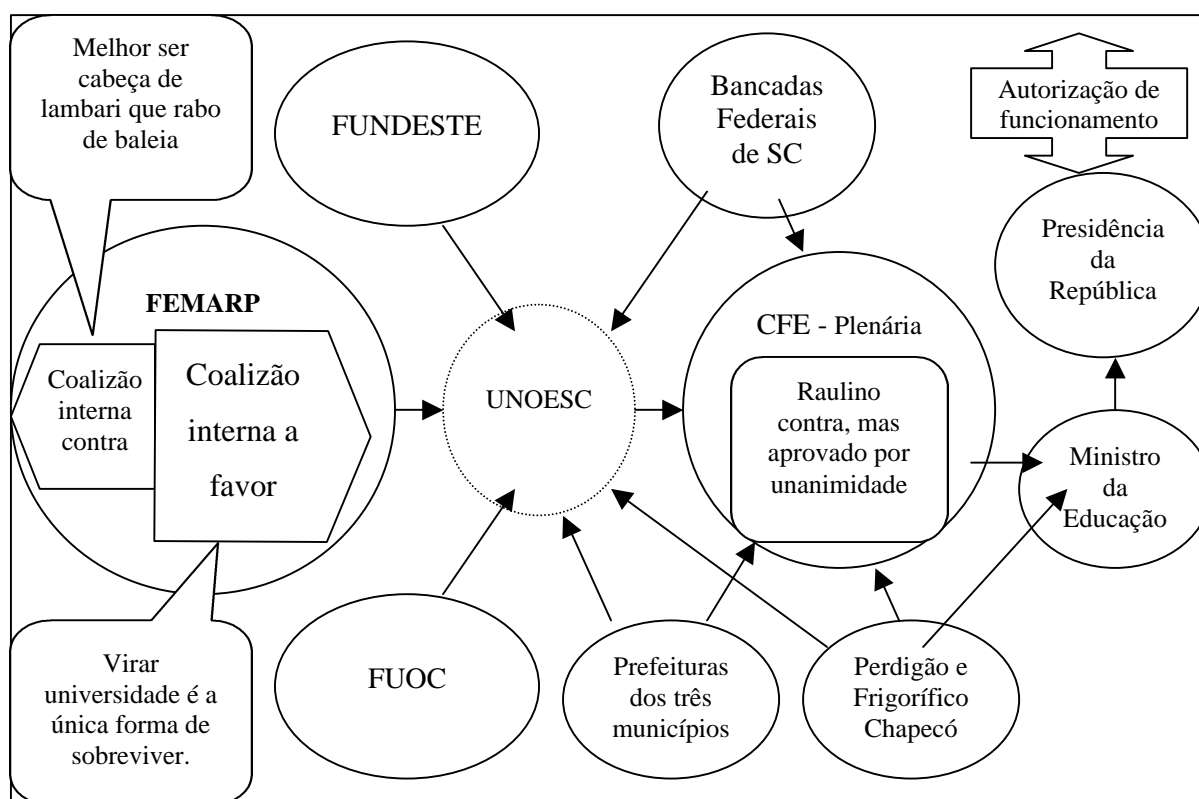 Melhor ser
cabeça de
lambari que rabo
de baleia
FUNDESTE
Bancadas
Federais
de SC
Autorização de
funcionamento
Presidência
da
República
FEMARP
Coalizão
interna
contra
Coalizão
interna a
favor
UNOESC
CFE - Plenária
Raulino
contra, mas
aprovado por
unanimidade
Ministro
da
Educação
Virar
universidade é a
única forma de
sobreviver.
FUOC
Prefeituras
dos três
municípios
Perdigão e
Frigorífico
Chapecó